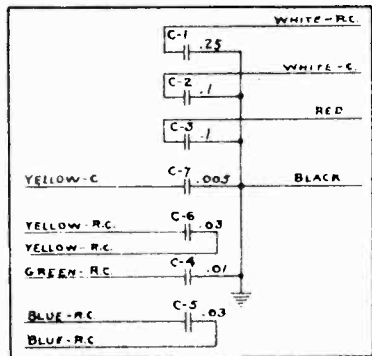 WHITE-R.C.
C-1
.25
WHITE-C.
C-2
.1
RED
C-3
.1
C-7
YELLOW-C .005 BLACK
C-6
YELLOW-R.C. .03
YELLOW-R.C.
C-4
GREEN-R.C. .01
C-5
BLUE-R.C. .03
BLUE-R.C.